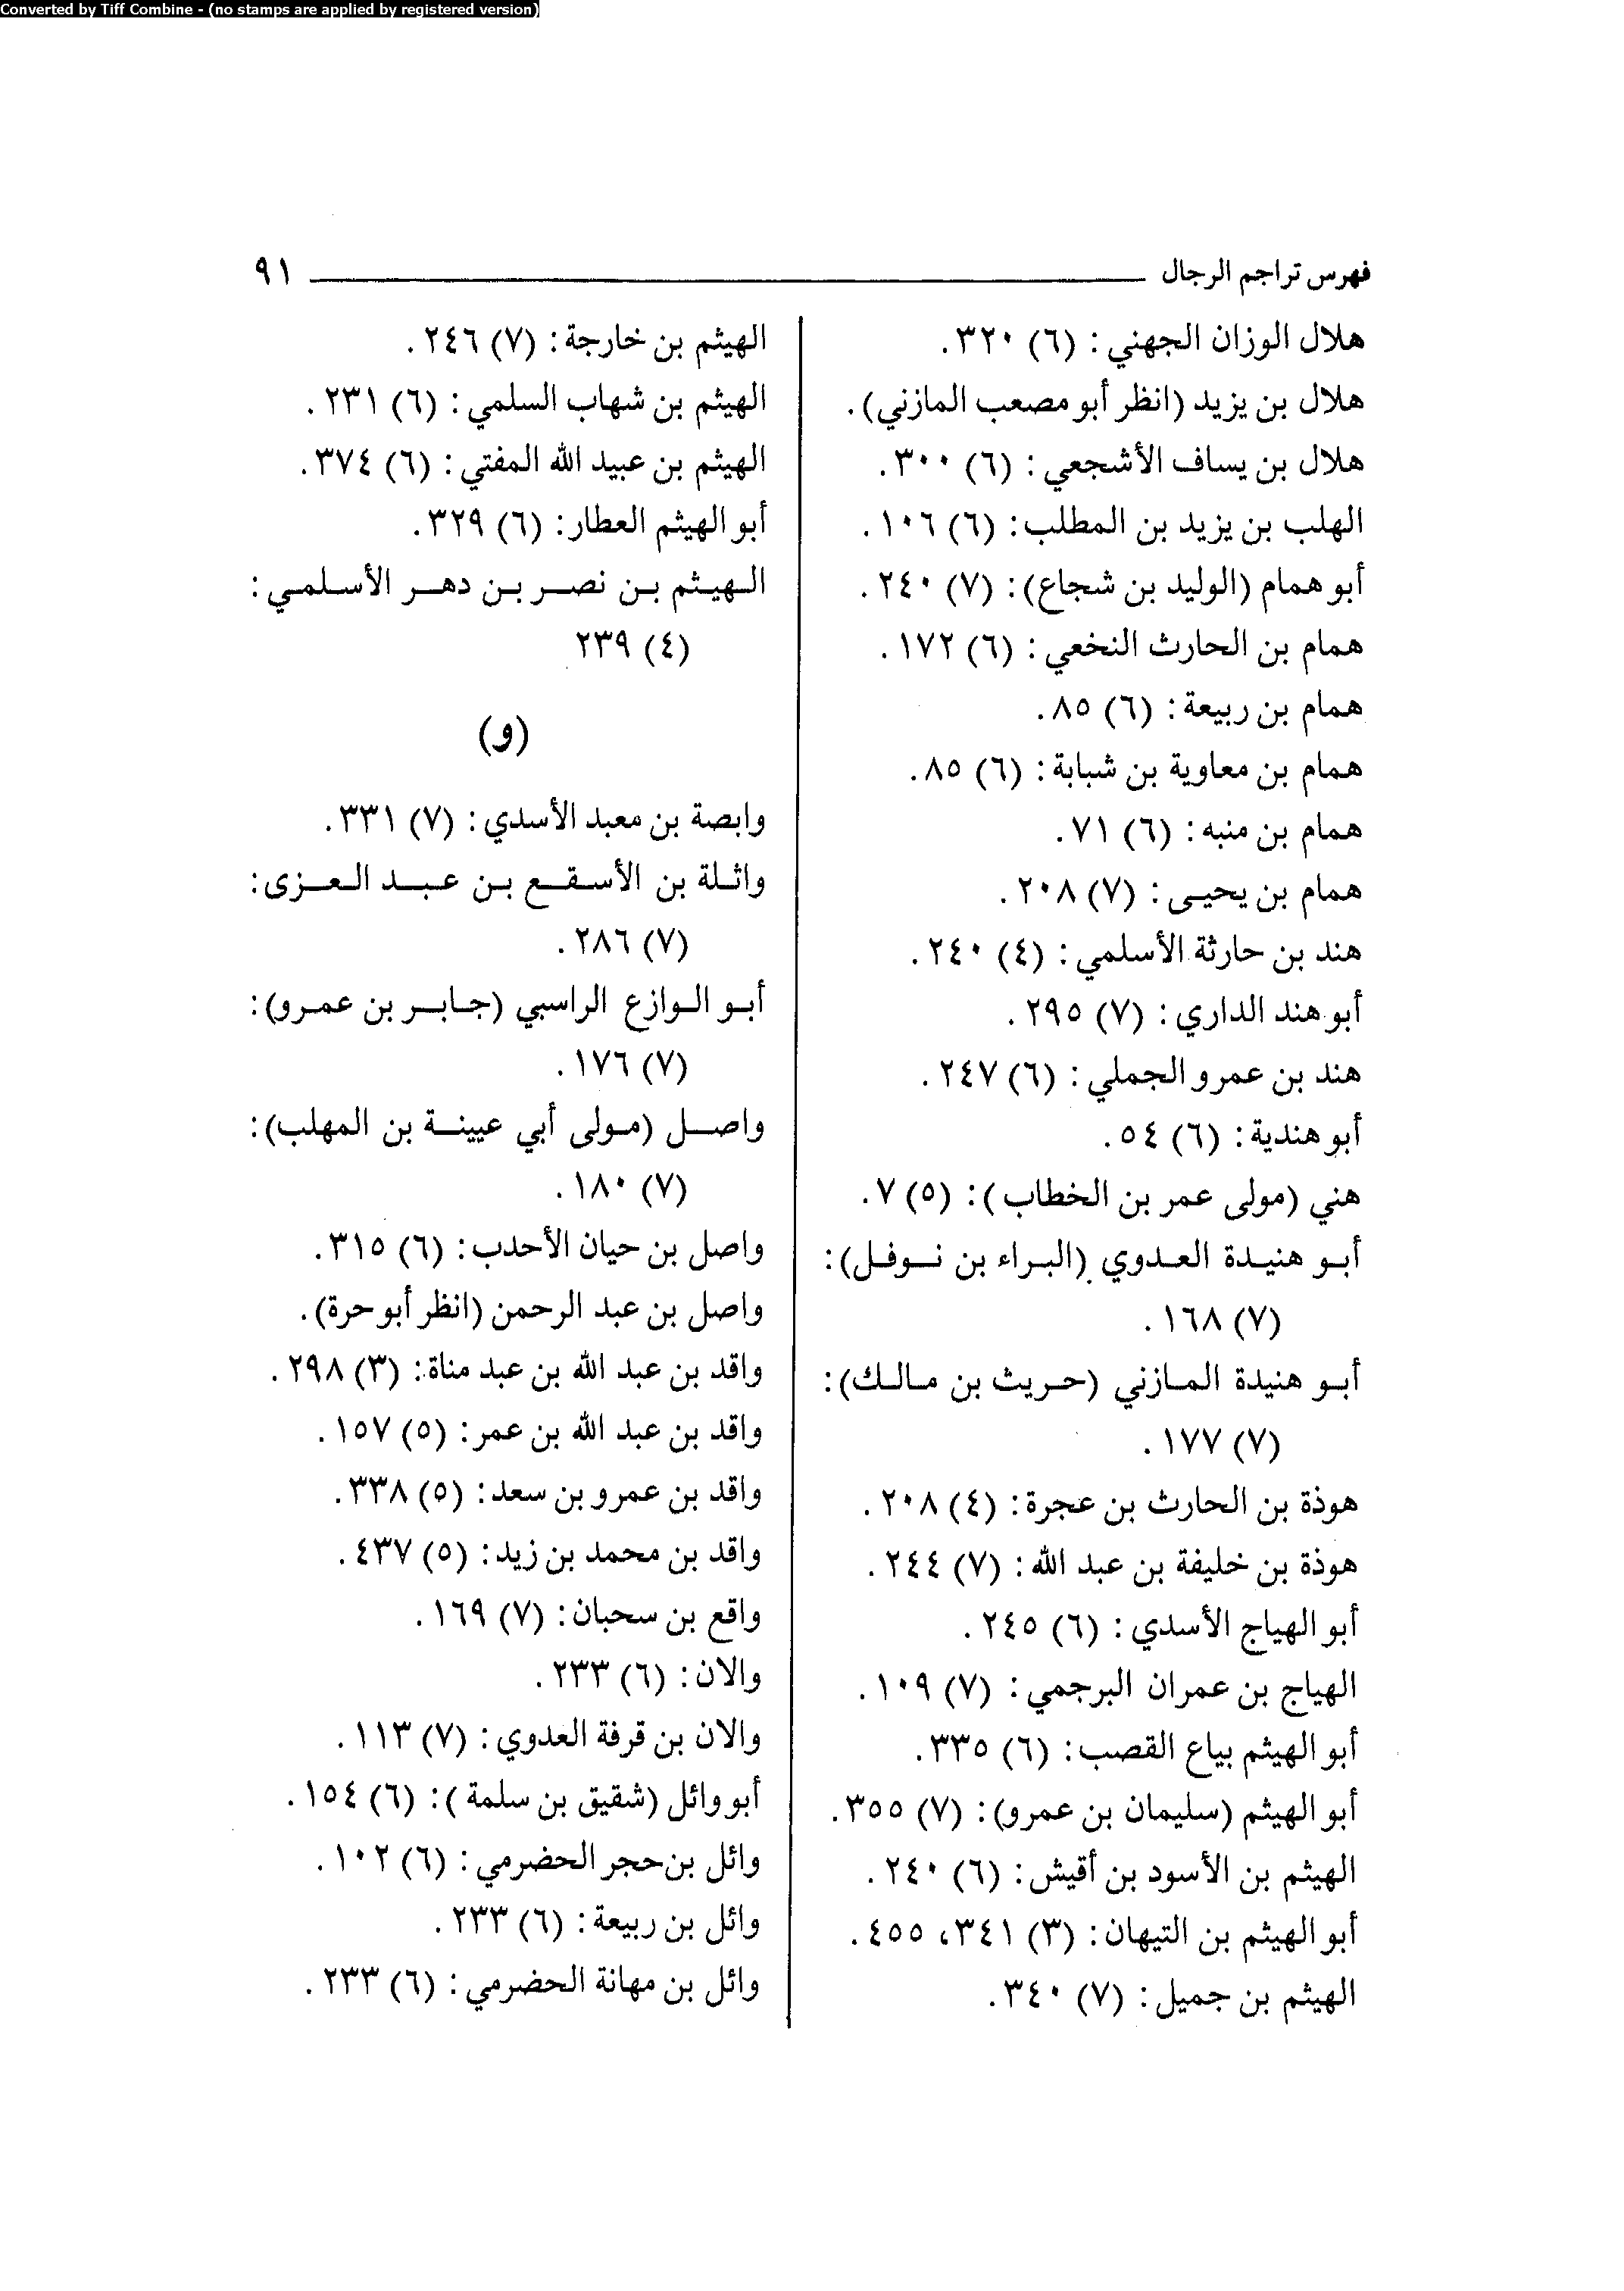 Converted by Tiff Combine - (no stamps are applied by registered version)
فهرس تراجم الرجال ٩١
هلال الوزان الجهني: (٦) ٣٢٠.
هلال بن يزيد (انظر أبو مصعب المازني).
هلال بن يساف الأشجعي: (٦) ٣٠٠.
الهلب بن يزيد بن المطلب: (٦) ١٠٦.
أبو همام (الوليد بن شجاع): (٧) ٢٤٠.
همام بن الحارث النخعي: (٦) ١٧٢.
همام بن ربيعة: (٦) ٨٥.
همام بن معاوية بن شبابة: (٦) ٨٥.
همام بن منبه: (٦) ٧١.
همام بن يحيى: (٧) ٢٠٨.
هند بن حارثة الأسلمي: (٤) ٢٤٠.
أبو هند الداري: (٧) ٢٩٥.
هند بن عمرو الجملي: (٦) ٢٤٧.
أبو هندية: (٦) ٥٤.
هني (مولى عمر بن الخطاب): (٥) ٧.
أبو هنيدة العدوي (البراء بن نوفل):
(٧) ١٦٨.
أبو هنيدة المازني (حريث بن مالك):
(٧) ١٧٧.
هوذة بن الحارث بن عجرة: (٤) ٢٠٨.
هوذة بن خليفة بن عبد الله: (٧) ٢٤٤.
أبو الهياج الأسدي: (٦) ٢٤٥.
الهياج بن عمران البرجمي: (٧) ١٠٩.
أبو الهيثم بياع القصب: (٦) ٣٣٥.
أبو الهيثم (سليمان بن عمرو): (٧) ٣٥٥.
الهيثم بن الأسود بن أقيش: (٦) ٢٤٠.
أبو الهيثم بن التيهان: (٣) ٣٤١، ٤٥٥.
الهيثم بن جميل: (٧) ٣٤٠.
الهيثم بن خارجة: (٧) ٢٤٦.
الهيثم بن شهاب السلمي: (٦) ٢٣١.
الهيثم بن عبيد الله المفتي: (٦) ٣٧٤.
أبو الهيثم العطار: (٦) ٣٢٩.
الهيثم بن نصر بن دهر الأسلمي:
(٤) ٢٣٩
(و)
وابصة بن معبد الأسدي: (٧) ٣٣١.
واثلة بن الأسقع بن عبد العزى:
(٧) ٢٨٦.
أبو الوازع الراسبي (جابر بن عمرو):
(٧) ١٧٦.
واصل (مولى أبي عيينة بن المهلب):
(٧) ١٨٠.
واصل بن حيان الأحدب: (٦) ٣١٥.
واصل بن عبد الرحمن (انظر أبو حرة).
واقد بن عبد الله بن عبد مناة: (٣) ٢٩٨.
واقد بن عبد الله بن عمر: (٥) ١٥٧.
واقد بن عمرو بن سعد: (٥) ٣٣٨.
واقد بن محمد بن زيد: (٥) ٤٣٧.
واقع بن سحبان: (٧) ١٦٩.
والان: (٦) ٢٣٣.
والان بن قرفة العدوي: (٧) ١١٣.
أبو وائل (شقيق بن سلمة): (٦) ١٥٤.
وائل بن حجر الحضرمي: (٦) ١٠٢.
وائل بن ربيعة: (٦) ٢٣٣.
وائل بن مهانة الحضرمي: (٦) ٢٣٣.